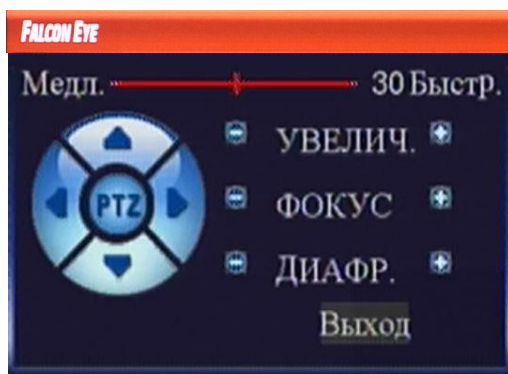 FALCON EYE
Медл. 30 Быстр.
УВЕЛИЧ.
PTZ
ФОКУС
ДИАФР.
Выход